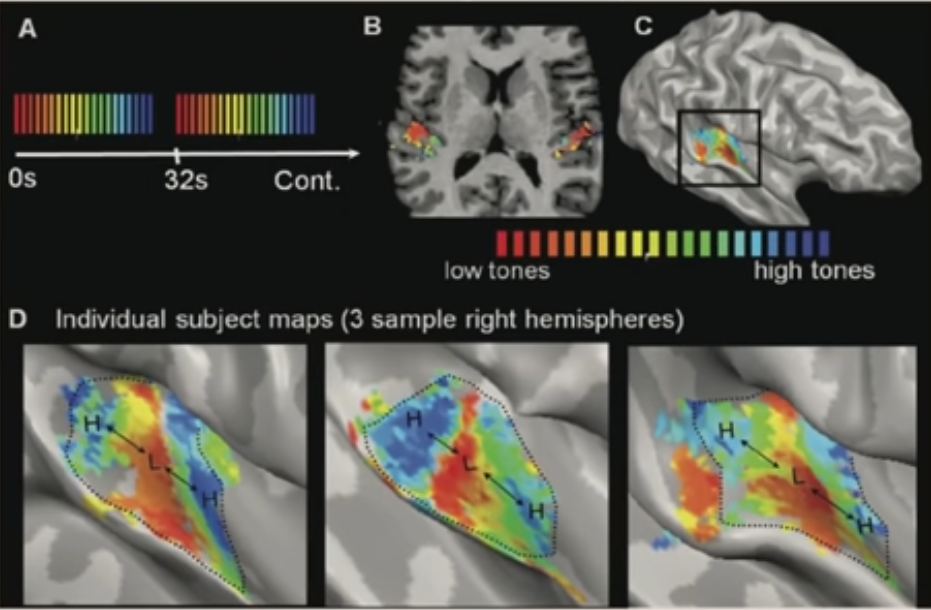 A
B
C
0s
32s
Cont.
low tones
high tones
D Individual subject maps (3 sample right hemispheres)
H
L
H
H
L
H
H
L
H